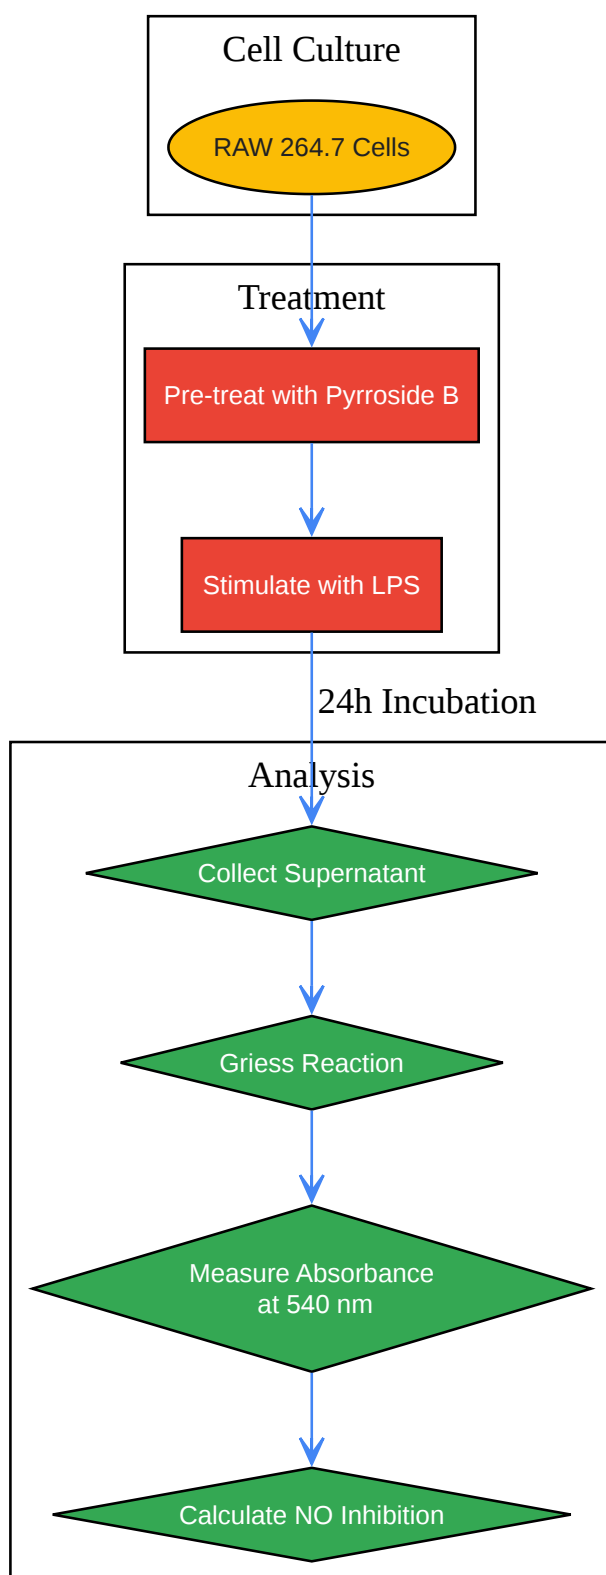 Cell Culture
RAW 264.7 Cells
Treatment
Pre-treat with Pyrroside B
Stimulate with LPS
24h Incubation
Analysis
Collect Supernatant
Griess Reaction
Measure Absorbance
at 540 nm
Calculate NO Inhibition